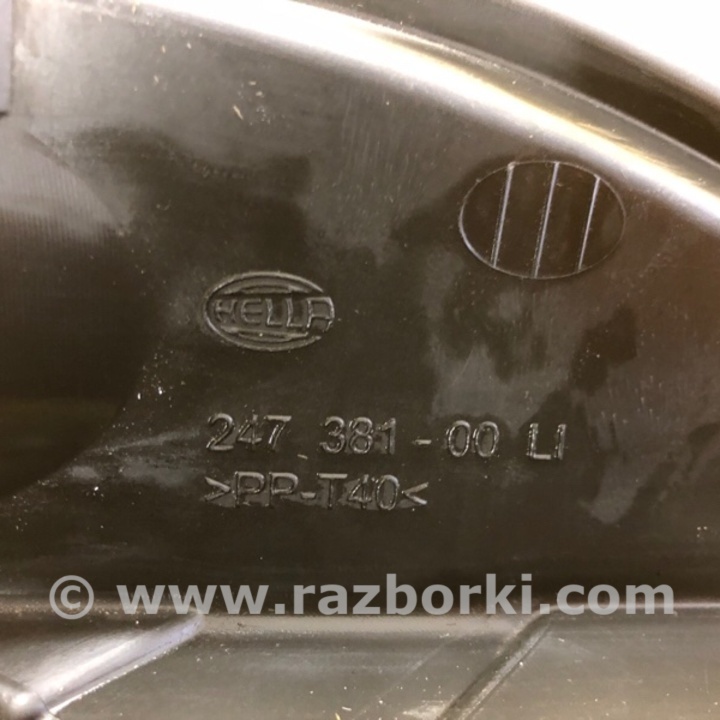 HELLA
247 381-00 LI
>PP-T40<
© www.razborki.com